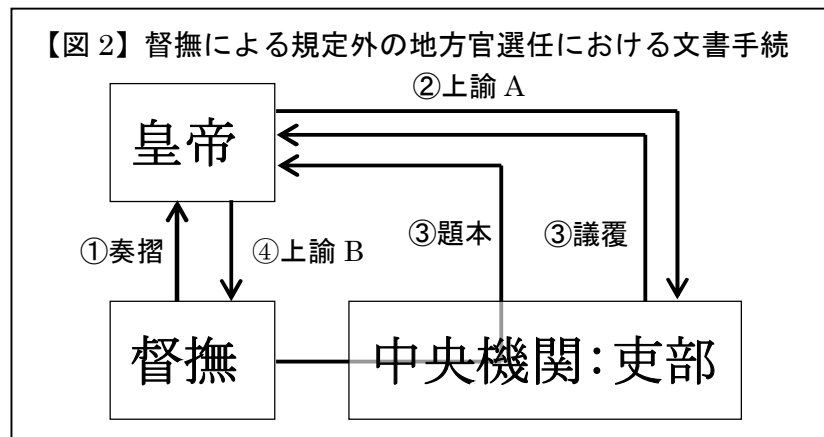 【図 2】督撫による規定外の地方官選任における文書手続
②上諭 A
皇帝
①奏摺
④上諭 B
③題本
③議覆
督撫
中央機関：吏部